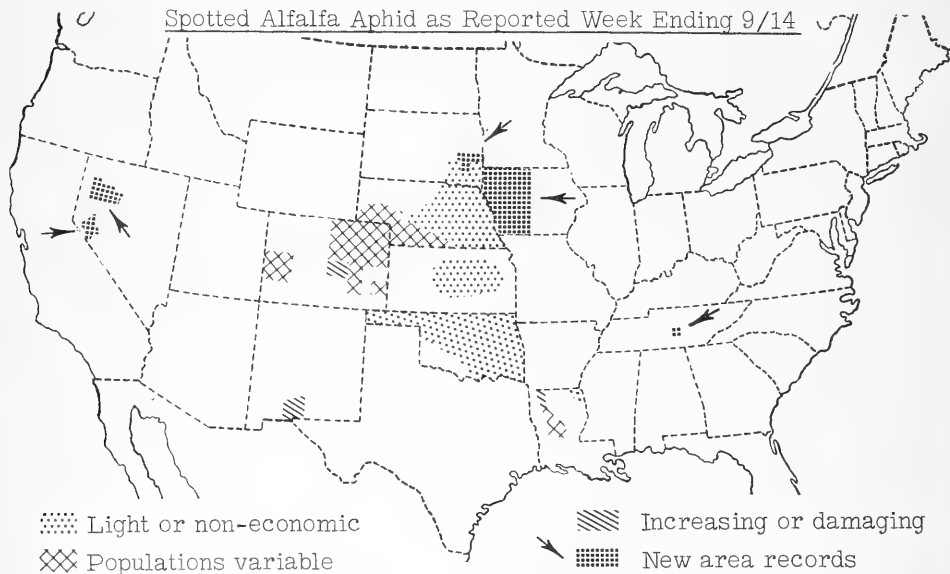 Spotted Alfalfa Aphid as Reported Week Ending 9/14
Light or non-economic
Increasing or damaging
Populations variable
New area records